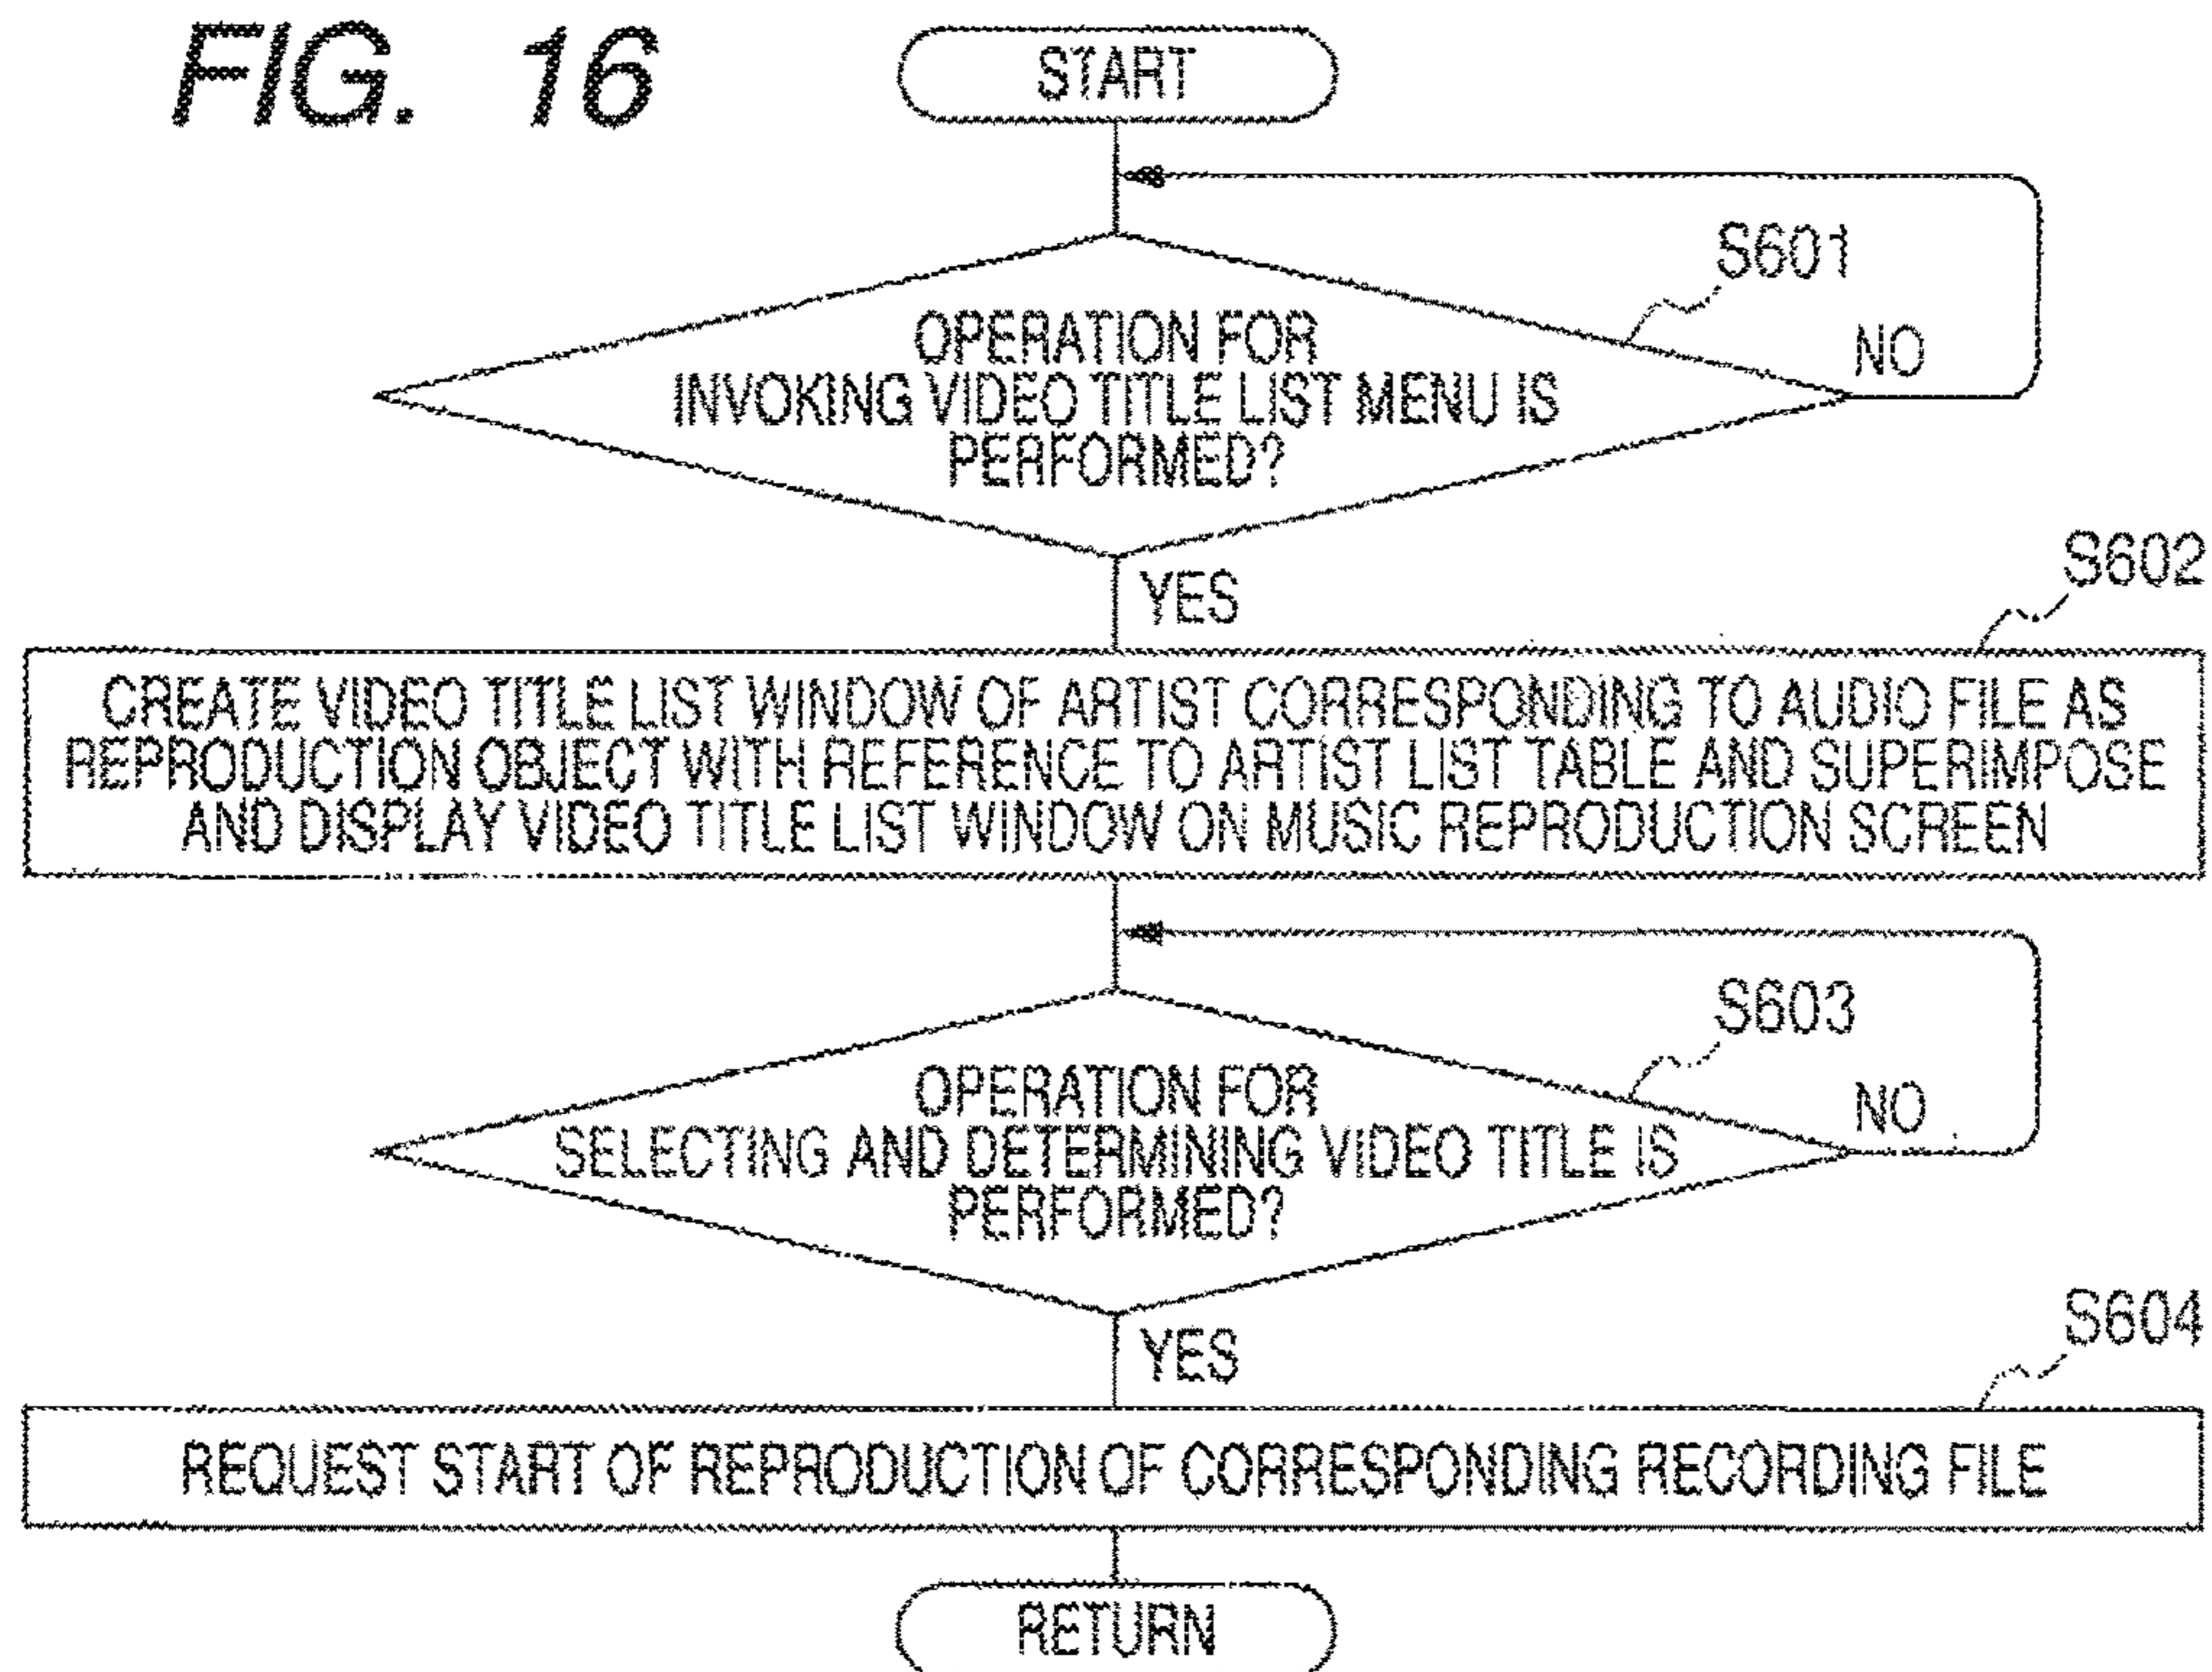 FIG. 16
START
S601
OPERATION FOR
INVOKING VIDEO TITLE LIST MENU IS
PERFORMED?
NO
YES
S602
CREATE VIDEO TITLE LIST WINDOW OF ARTIST CORRESPONDING TO AUDIO FILE AS
REPRODUCTION OBJECT WITH REFERENCE TO ARTIST LIST TABLE AND SUPERIMPOSE
AND DISPLAY VIDEO TITLE LIST WINDOW ON MUSIC REPRODUCTION SCREEN
S603
OPERATION FOR
SELECTING AND DETERMINING VIDEO TITLE IS
PERFORMED?
NO
YES
S604
REQUEST START OF REPRODUCTION OF CORRESPONDING RECORDING FILE
RETURN